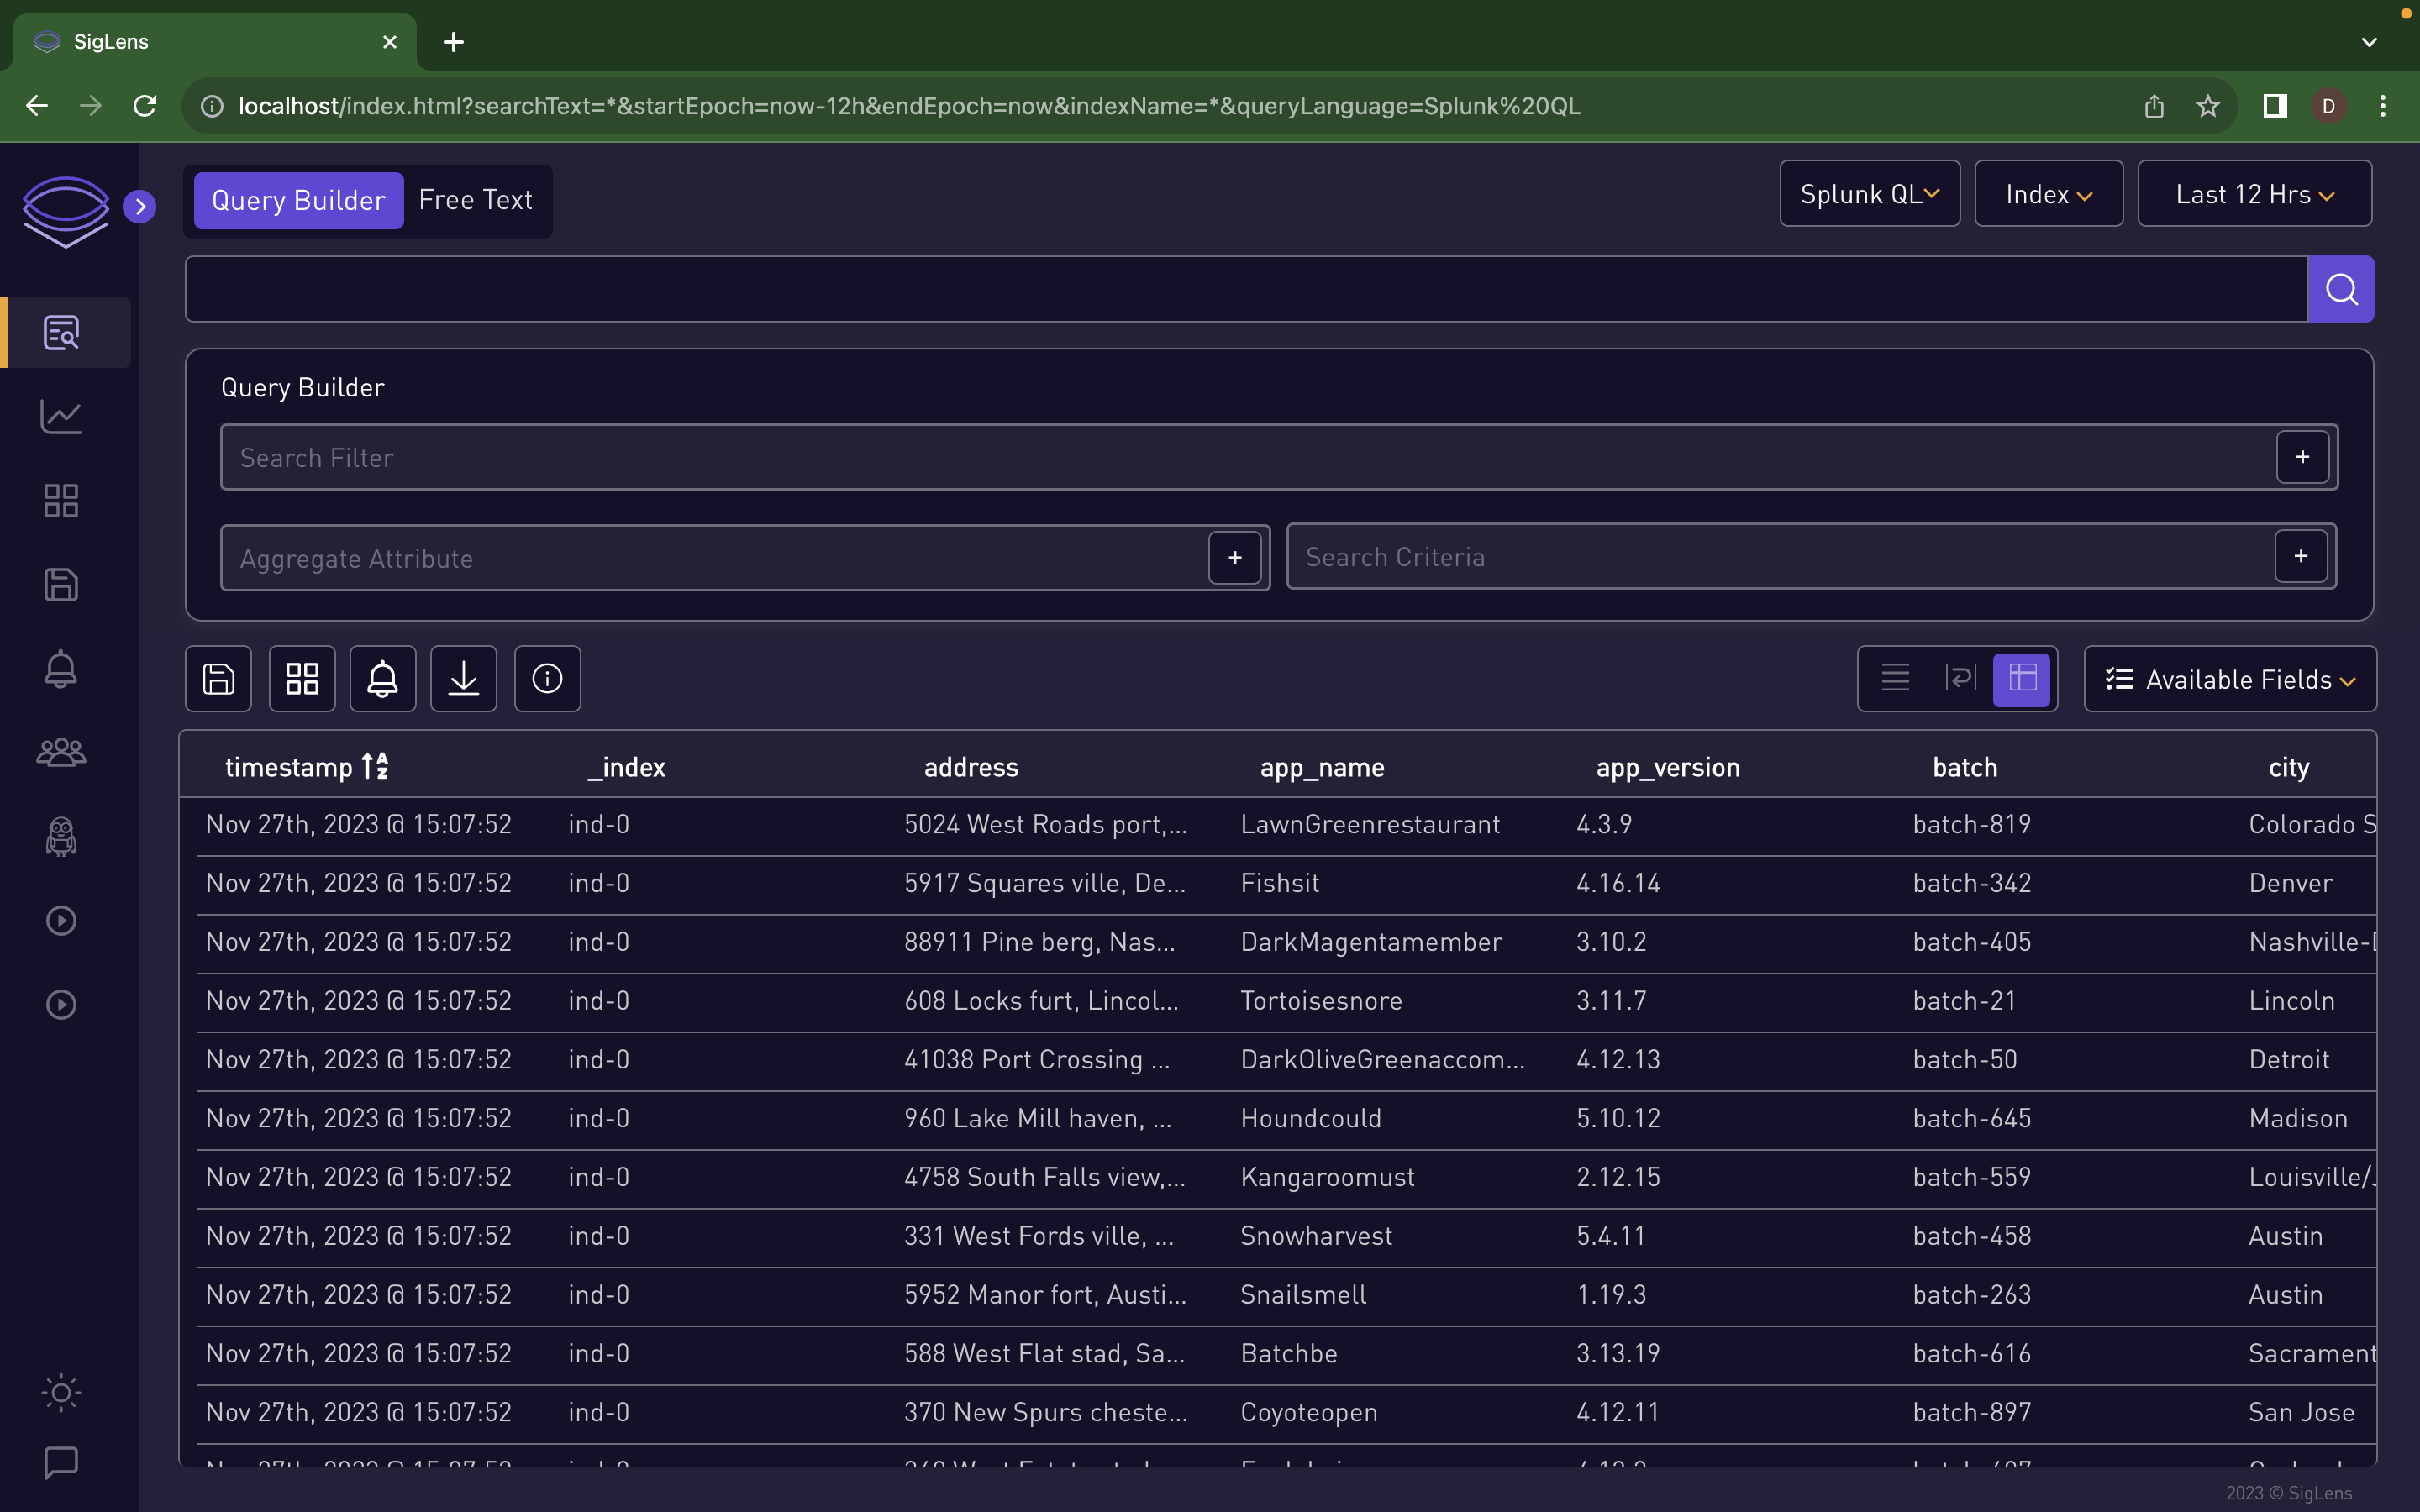 SigLens
localhost/index.html?searchText=*&startEpoch=now-12h&endEpoch=now&indexName=*&queryLanguage=Splunk%20QL
D
Query Builder Free Text Splunk QL Index Last 12 Hrs
Query Builder
Search Filter +
Aggregate Attribute + Search Criteria +
Available Fields
timestamp _index address app_name app_version batch city
Nov 27th, 2023 @ 15:07:52 ind-0 5024 West Roads port,... LawnGreenrestaurant 4.3.9 batch-819 Colorado S
Nov 27th, 2023 @ 15:07:52 ind-0 5917 Squares ville, De... Fishsit 4.16.14 batch-342 Denver
Nov 27th, 2023 @ 15:07:52 ind-0 88911 Pine berg, Nas... DarkMagentamember 3.10.2 batch-405 Nashville-
Nov 27th, 2023 @ 15:07:52 ind-0 608 Locks furt, Lincol... Tortoisesnore 3.11.7 batch-21 Lincoln
Nov 27th, 2023 @ 15:07:52 ind-0 41038 Port Crossing ... DarkOliveGreenaccom... 4.12.13 batch-50 Detroit
Nov 27th, 2023 @ 15:07:52 ind-0 960 Lake Mill haven, ... Houndcould 5.10.12 batch-645 Madison
Nov 27th, 2023 @ 15:07:52 ind-0 4758 South Falls view,... Kangaroomust 2.12.15 batch-559 Louisville/
Nov 27th, 2023 @ 15:07:52 ind-0 331 West Fords ville, ... Snowharvest 5.4.11 batch-458 Austin
Nov 27th, 2023 @ 15:07:52 ind-0 5952 Manor fort, Austi... Snailsmell 1.19.3 batch-263 Austin
Nov 27th, 2023 @ 15:07:52 ind-0 588 West Flat stad, Sa... Batchbe 3.13.19 batch-616 Sacrament
Nov 27th, 2023 @ 15:07:52 ind-0 370 New Spurs cheste... Coyoteopen 4.12.11 batch-897 San Jose
2023 © SigLens